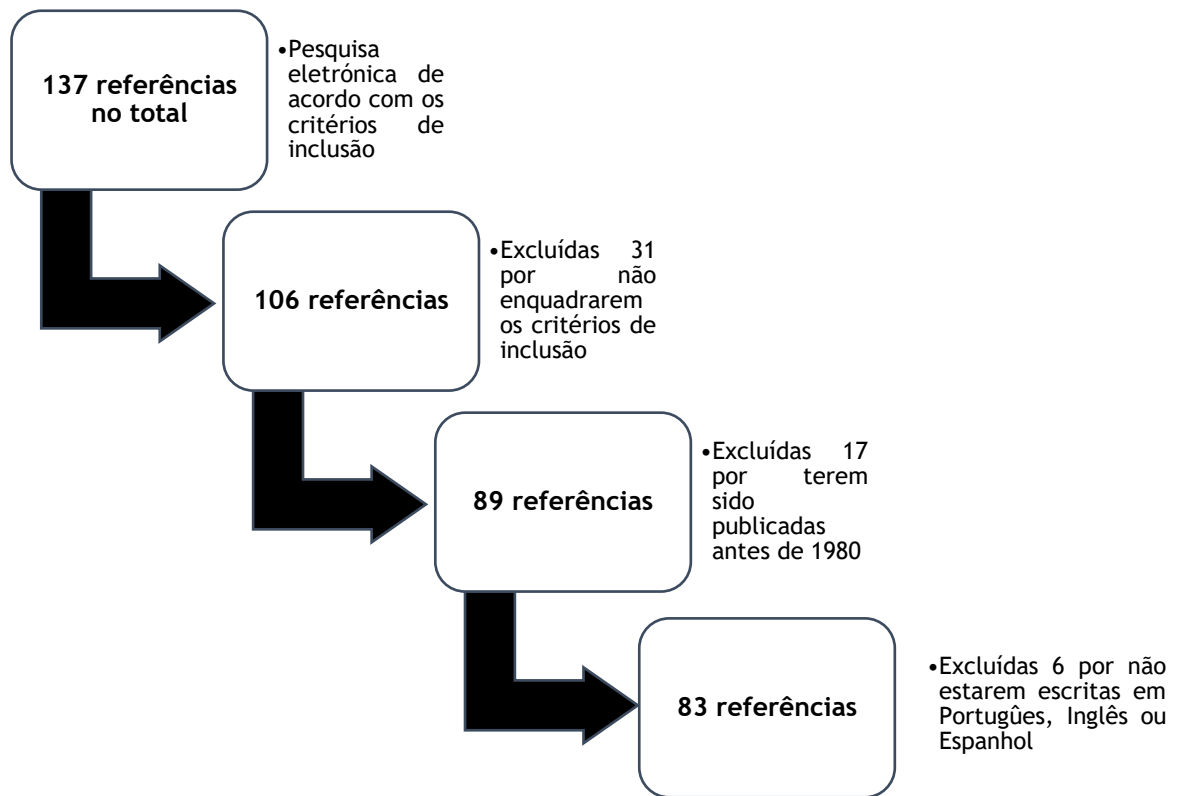 137 referências
no total
•Pesquisa
eletrónica de
acordo com os
critérios de
inclusão
106 referências
•Excluídas 31
por não
enquadrarem
os critérios de
inclusão
89 referências
•Excluídas 17
por terem
sido
publicadas
antes de 1980
83 referências
•Excluídas 6 por não
estarem escritas em
Portugûes, Inglês ou
Espanhol